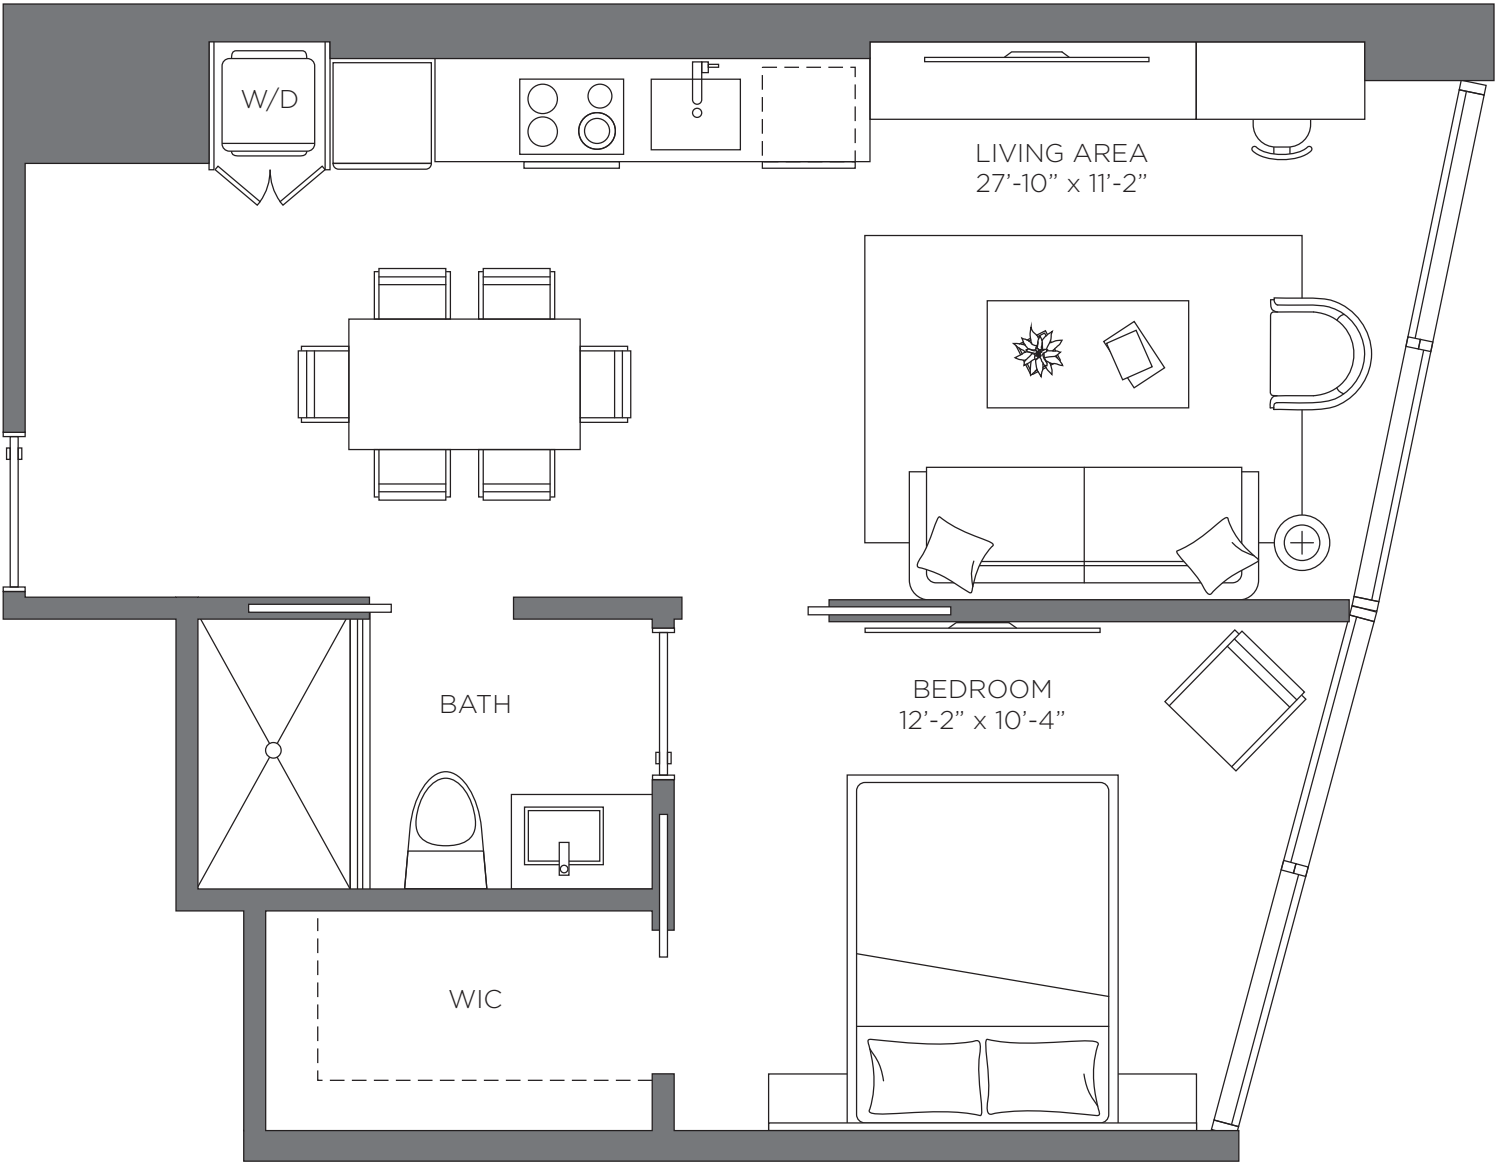 W/D
LIVING AREA
27’-10” x 11’-2”
BATH
BEDROOM
12’-2” x 10’-4”
WIC